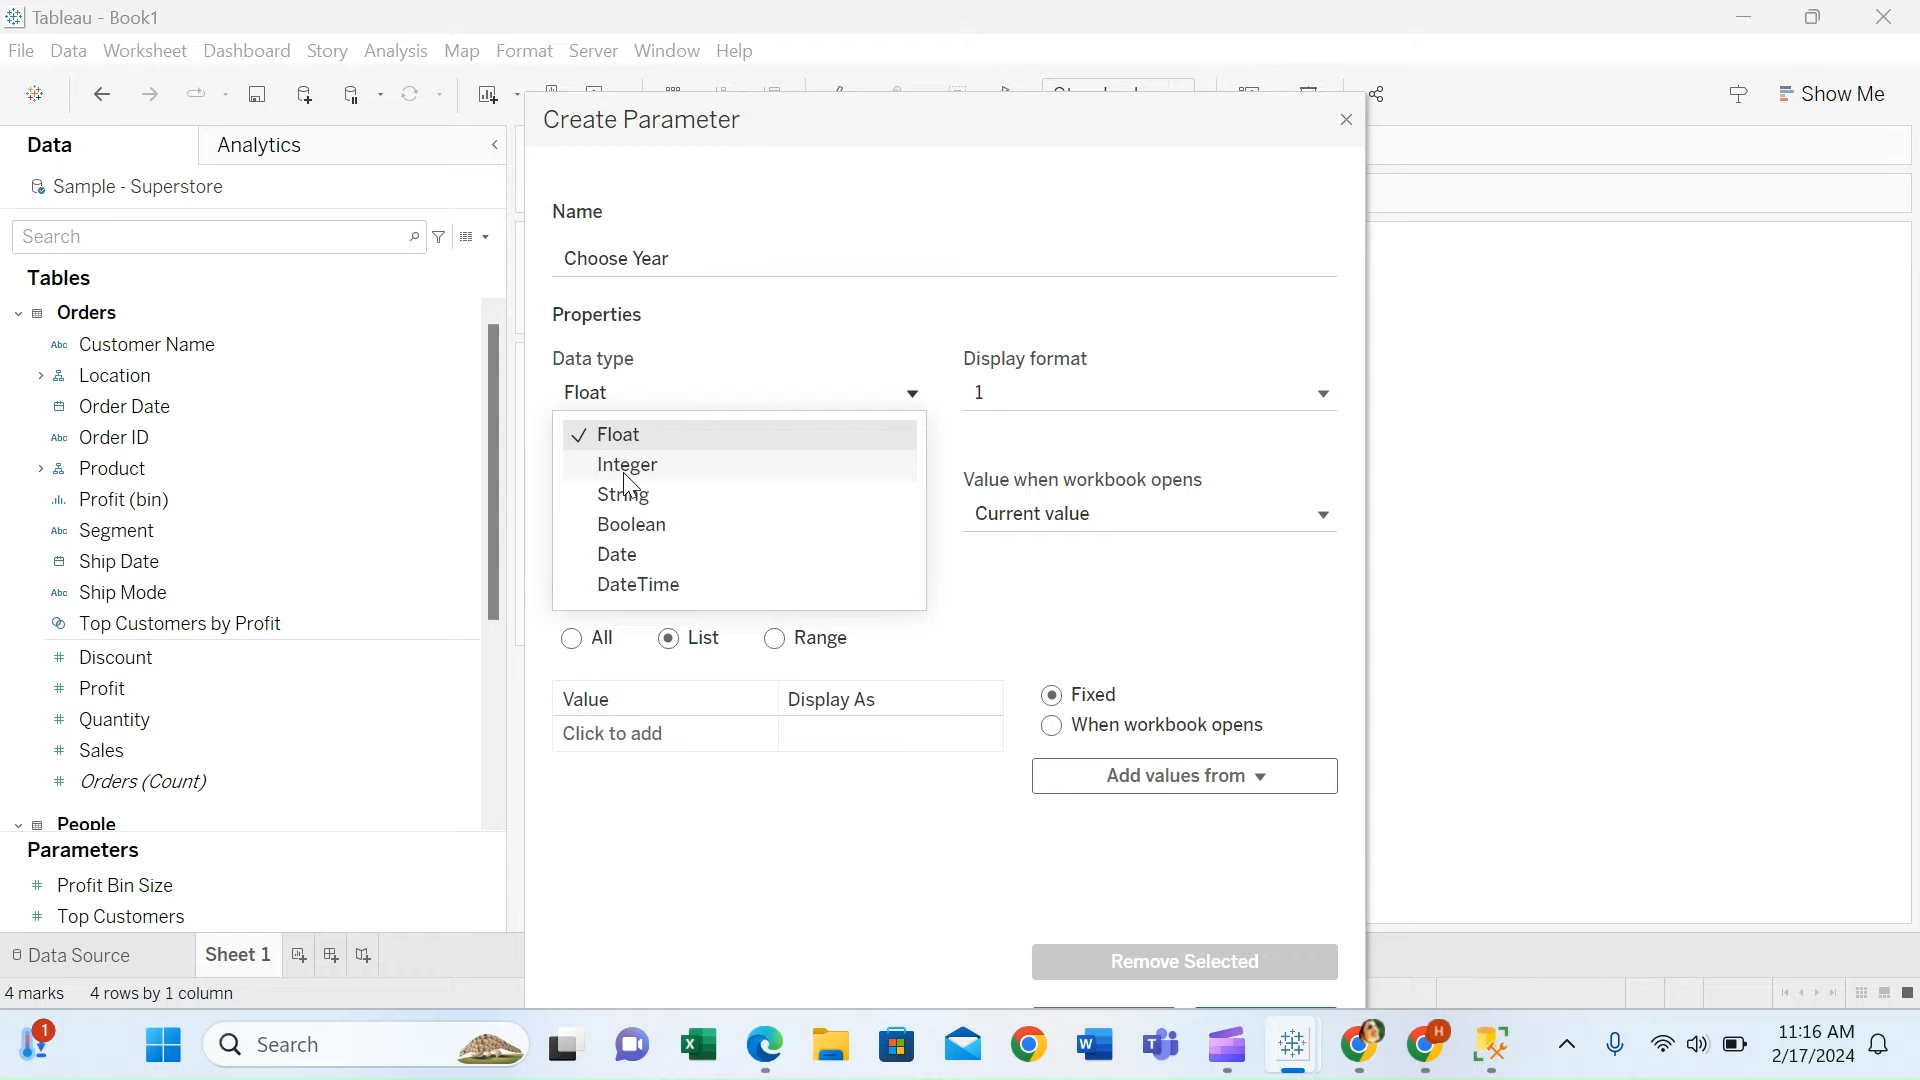 Tableau - Book1
File Data Worksheet Dashboard Story Analysis Map Format Server Window Help
Show Me
Data
Analytics
Sample - Superstore
Search
Tables
Orders
Abc Customer Name
Location
Order Date
Abc Order ID
Product
Profit (bin)
Abc Segment
Ship Date
Abc Ship Mode
Top Customers by Profit
# Discount
# Profit
# Quantity
# Sales
# Orders (Count)
People
Parameters
# Profit Bin Size
# Top Customers
Create Parameter
Name
Choose Year
Properties
Data type
Float
Display format
1
Float
Integer
String
Boolean
Date
DateTime
Value when workbook opens
Current value
All
List
Range
Value
Display As
Click to add
Fixed
When workbook opens
Add values from
Remove Selected
Data Source
Sheet 1
4 marks
4 rows by 1 column
1
Search
H
11:16 AM
2/17/2024